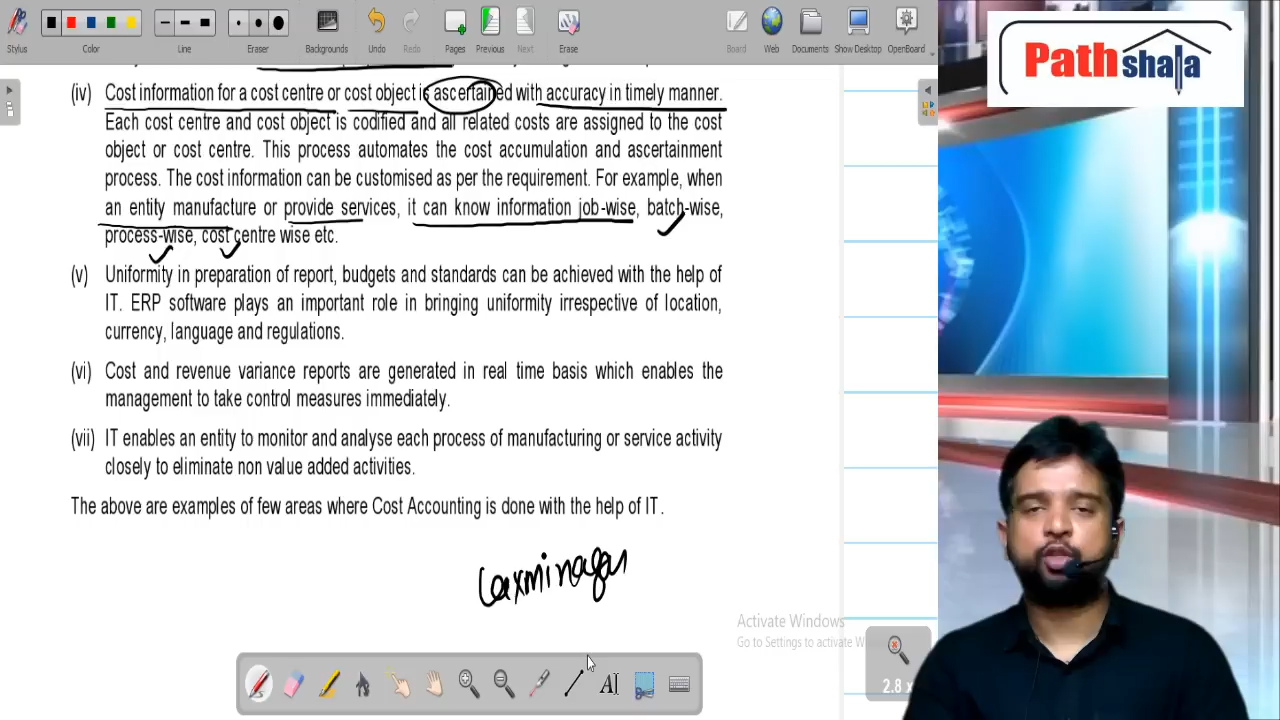 Stylus
Color
Line
Eraser
Backgrounds
Undo
Pages
Previous
Next
Erase
Board
Web
Documents
Show Desktop
OpenBoard
Path
shala
(iv) Cost information for a cost centre or cost object is ascertained with accuracy in timely manner.
Each cost centre and cost object is codified and all related costs are assigned to the cost
object or cost centre. This process automates the cost accumulation and ascertainment
process. The cost information can be customised as per the requirement. For example, when
an entity manufacture or provide services, it can know information job-wise, batch-wise,
process-wise, cost centre wise etc.
(v) Uniformity in preparation of report, budgets and standards can be achieved with the help of
IT. ERP software plays an important role in bringing uniformity irrespective of location,
currency, language and regulations.
(vi) Cost and revenue variance reports are generated in real time basis which enables the
management to take control measures immediately.
(vii) IT enables an entity to monitor and analyse each process of manufacturing or service activity
closely to eliminate non value added activities.
The above are examples of few areas where Cost Accounting is done with the help of IT.
Activate Windows
Go to Settings to activate W
2.8 x